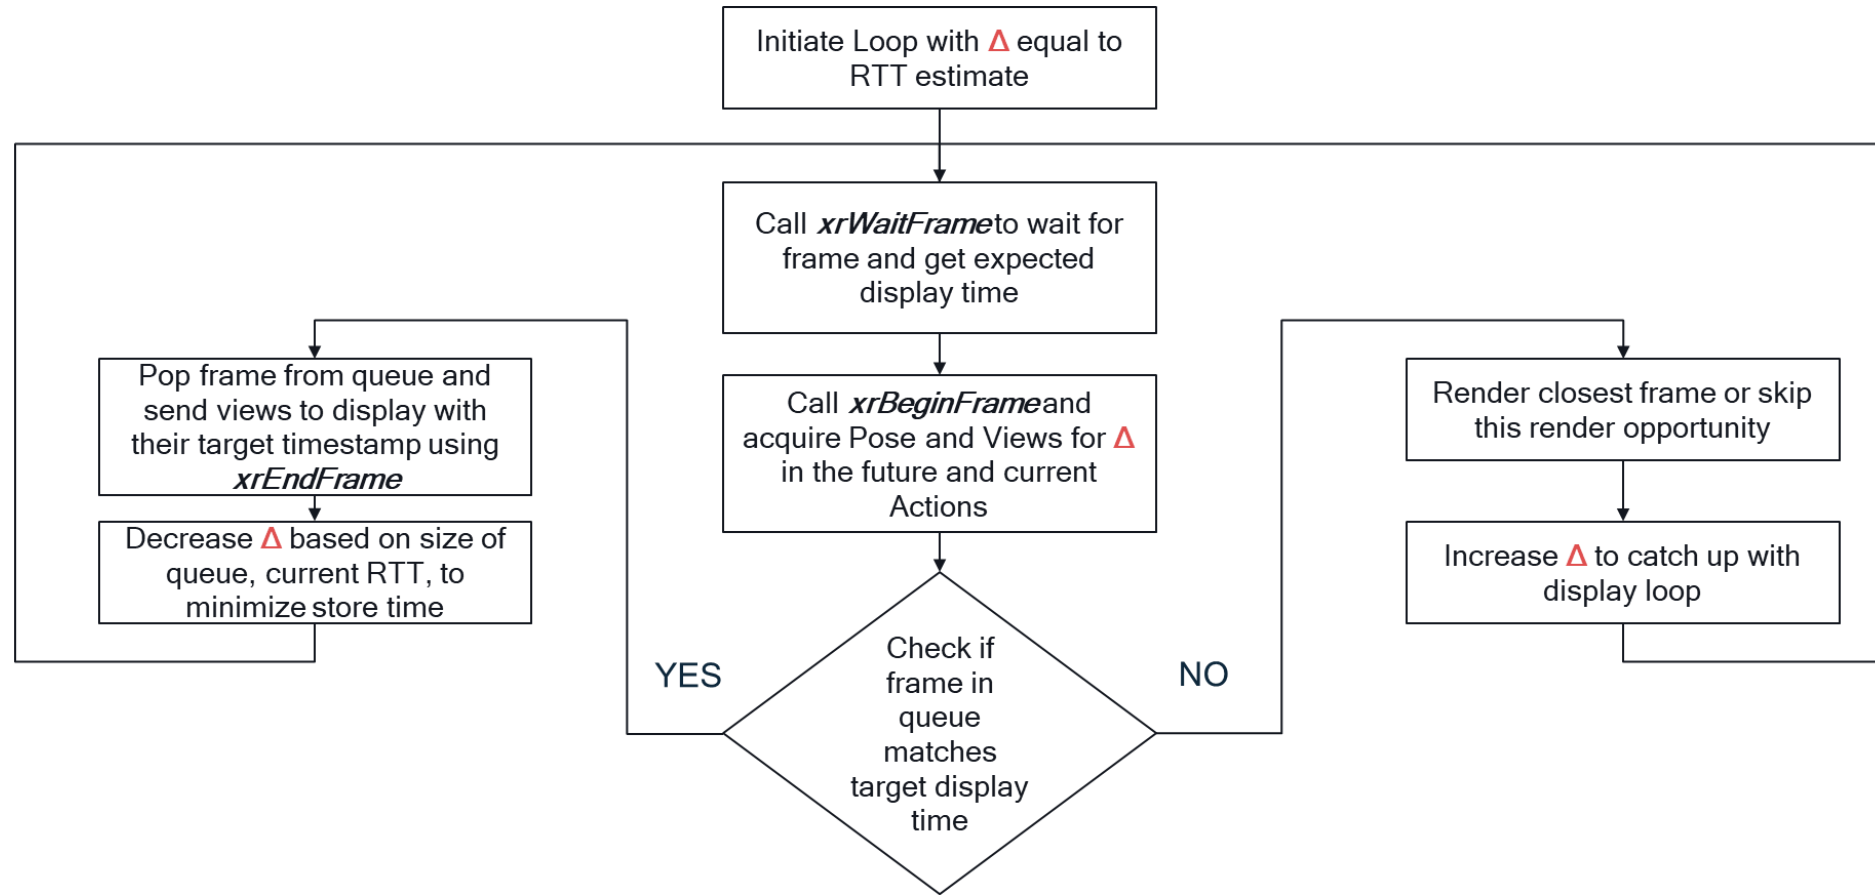 Initiate Loop with Δ equal to
RTT estimate
Call xrWaitFrame to wait for
frame and get expected
display time
Call xrBeginFrame and
acquire Pose and Views for Δ
in the future and current
Actions
Check if
frame in
queue
matches
target display
time
YES
Pop frame from queue and
send views to display with
their target timestamp using
xrEndFrame
Decrease Δ based on size of
queue, current RTT, to
minimize store time
NO
Render closest frame or skip
this render opportunity
Increase Δ to catch up with
display loop